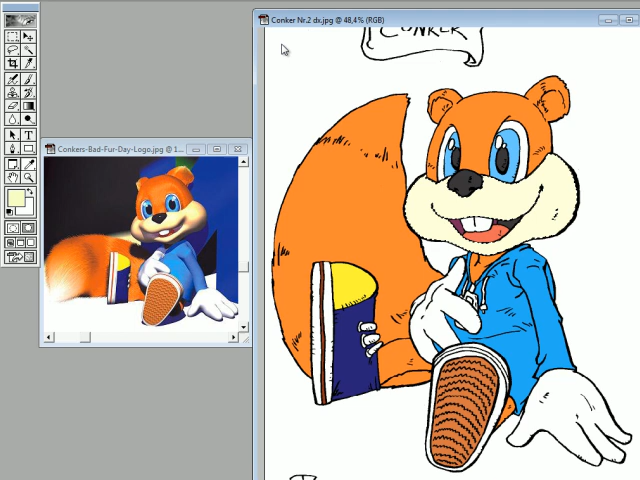 Conker Nr.2 dx.jpg @ 48,4% (RGB)
CONKER
Conkers-Bad-Fur-Day-Logo.jpg @ 1...
T